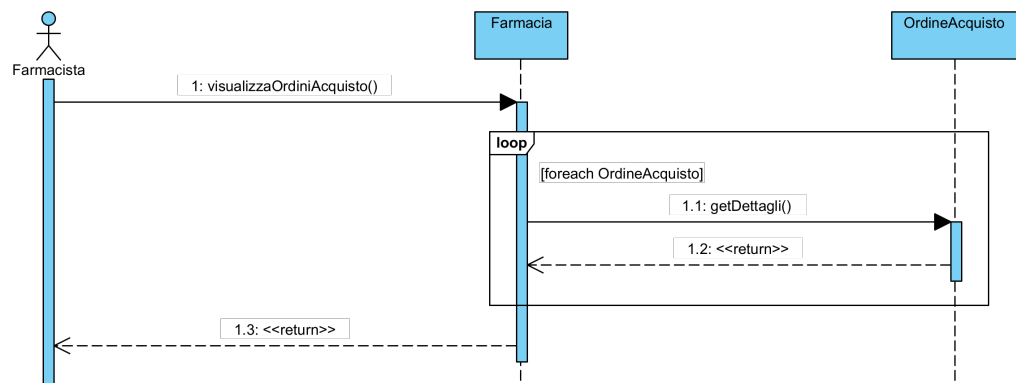 Farmacia
OrdineAcquisto
Farmacista
1: visualizzaOrdiniAcquisto()
loop
[foreach OrdineAcquisto]
1.1: getDettagli()
1.2: <<return>>
1.3: <<return>>